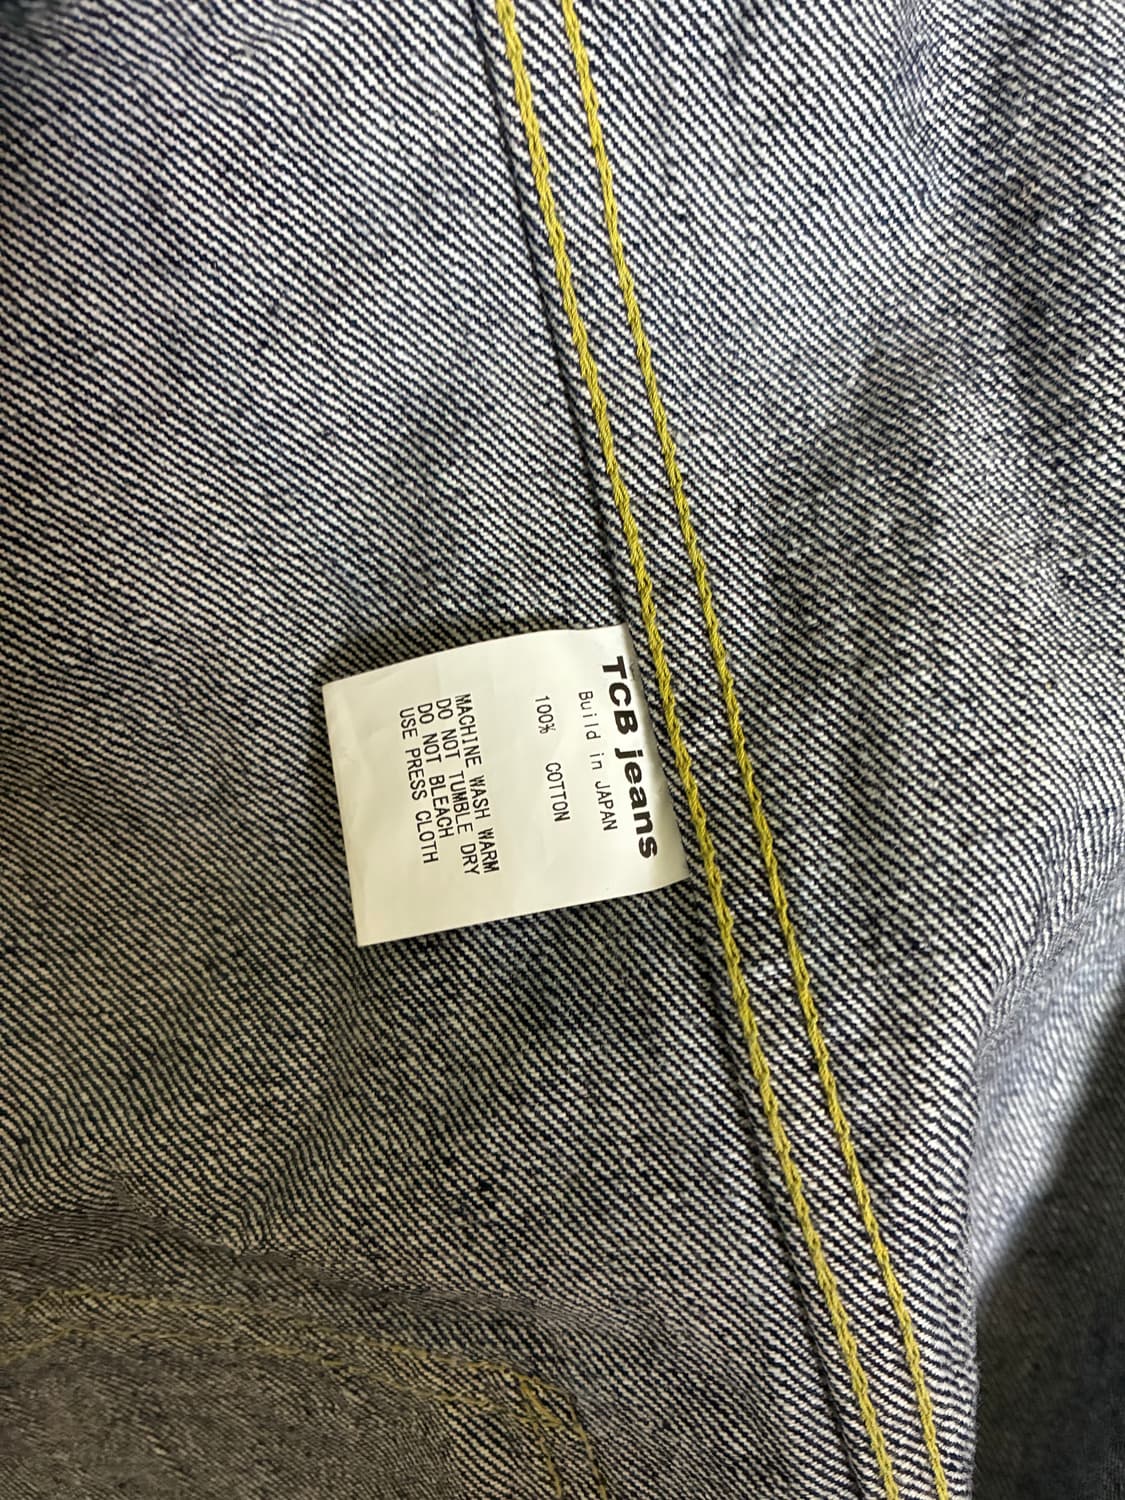 TCB jeans
Build in JAPAN
100% COTTON
MACHINE WASH WARM
DO NOT TUMBLE DRY
DO NOT BLEACH
USE PRESS CLOTH